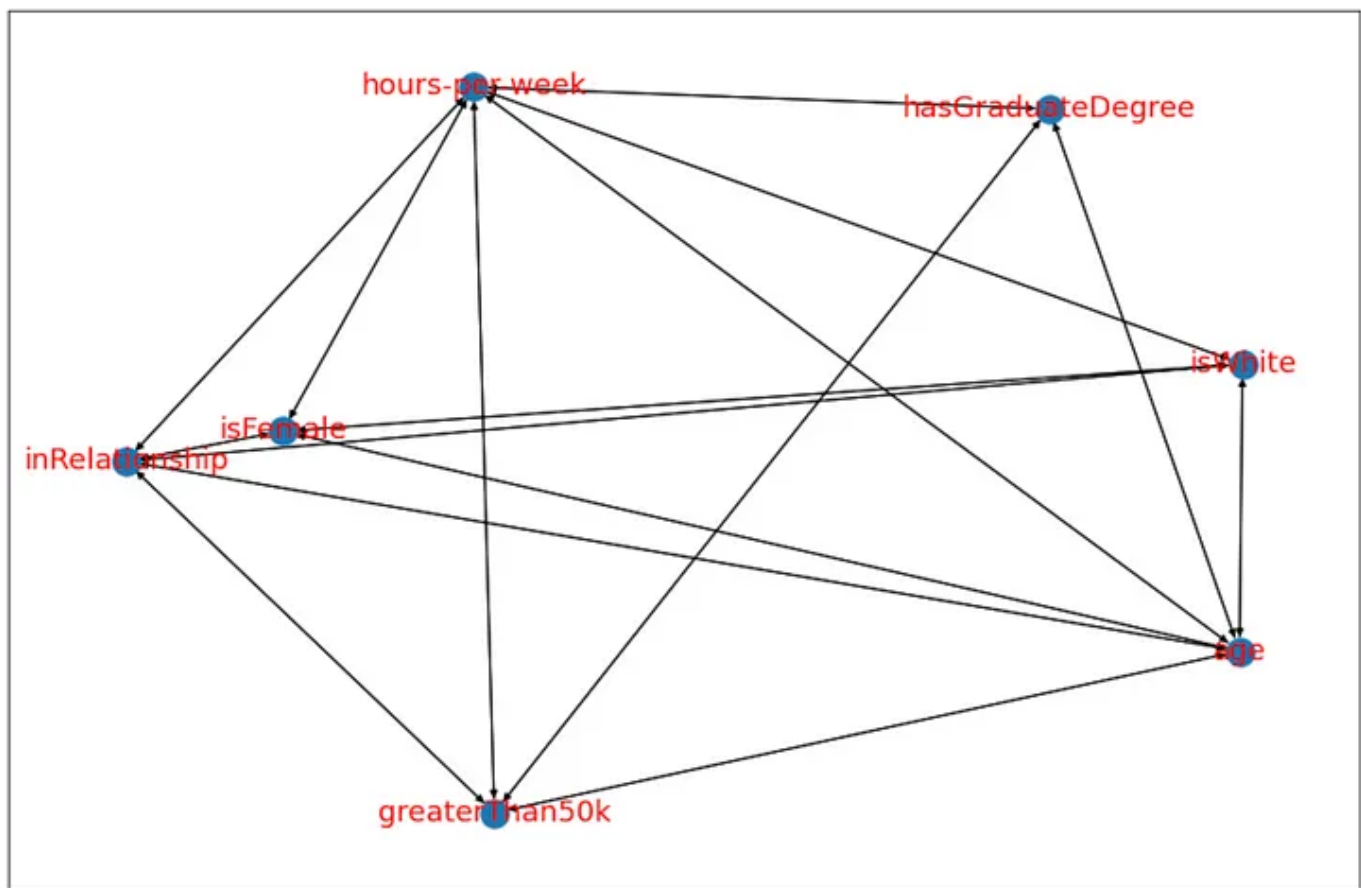 hours-per-week
hasGraduateDegree
isWhite
isFemale
inRelationship
age
greaterThan50k